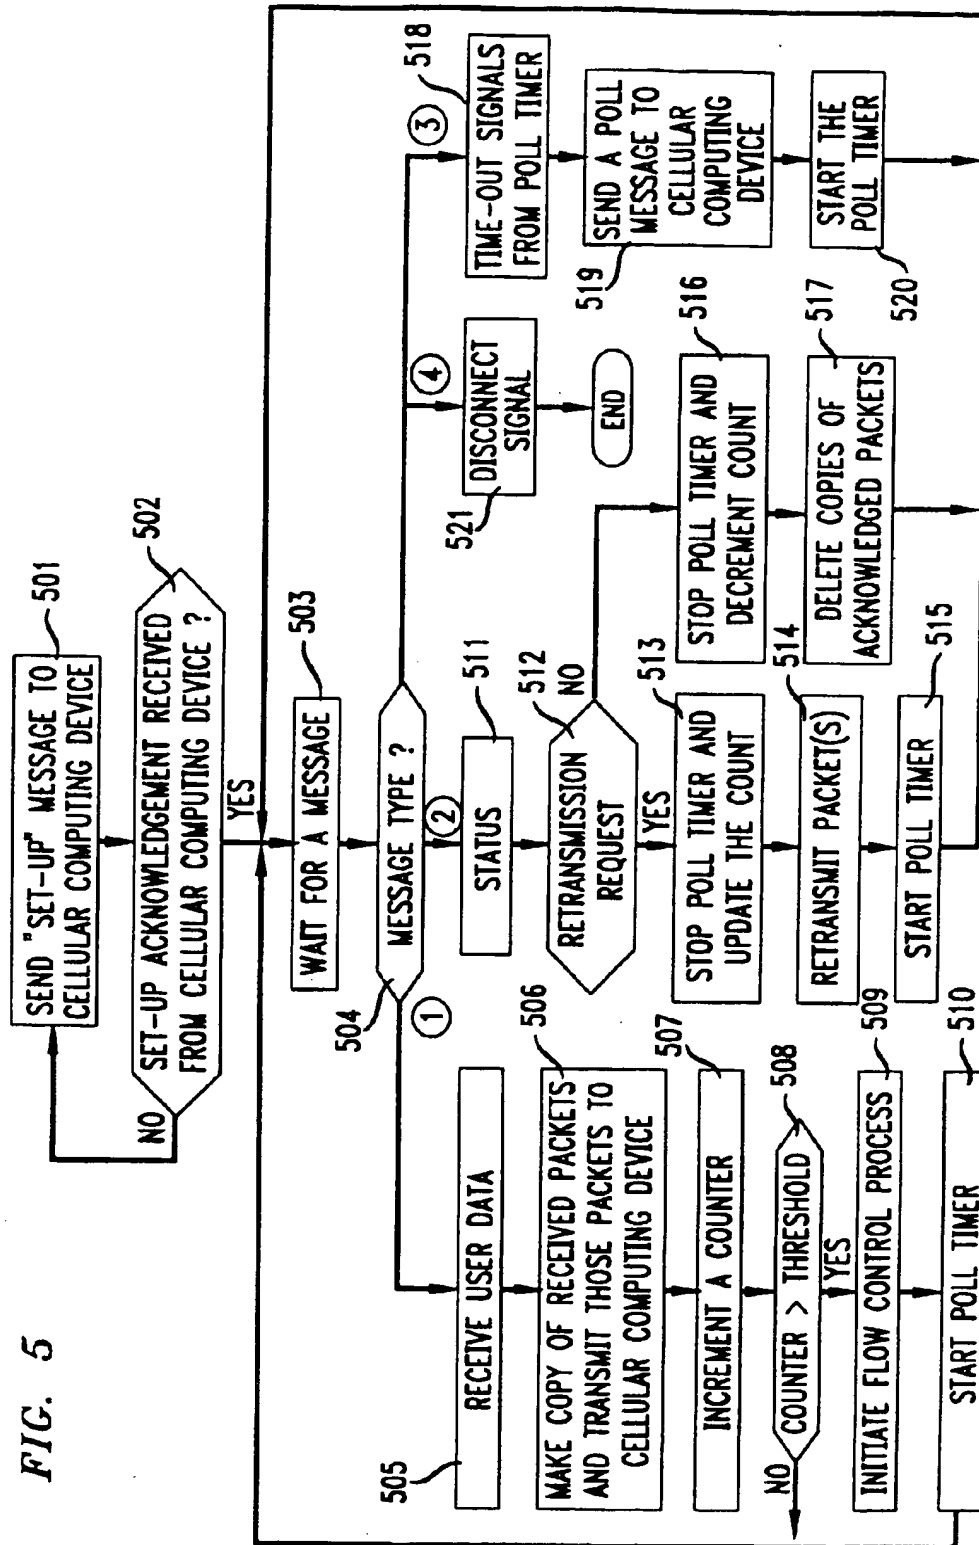 FIG. 5
SEND "SET-UP" MESSAGE TO
CELLULAR COMPUTING DEVICE
501
SET-UP ACKNOWLEDGEMENT RECEIVED
FROM CELLULAR COMPUTING DEVICE ?
502
NO
YES
WAIT FOR A MESSAGE
503
MESSAGE TYPE ?
504
1
2
3
4
RECEIVE USER DATA
505
MAKE COPY OF RECEIVED PACKETS
AND TRANSMIT THOSE PACKETS TO
CELLULAR COMPUTING DEVICE
506
INCREMENT A COUNTER
507
COUNTER > THRESHOLD
508
NO
YES
INITIATE FLOW CONTROL PROCESS
509
START POLL TIMER
510
STATUS
511
RETRANSMISSION
REQUEST
512
NO
YES
STOP POLL TIMER AND
UPDATE THE COUNT
513
RETRANSMIT PACKET(S)
514
START POLL TIMER
515
STOP POLL TIMER AND
DECREMENT COUNT
516
DELETE COPIES OF
ACKNOWLEDGED PACKETS
517
DISCONNECT
SIGNAL
521
END
TIME-OUT SIGNALS
FROM POLL TIMER
518
SEND A POLL
MESSAGE TO
CELLULAR
COMPUTING
DEVICE
519
START THE
POLL TIMER
520